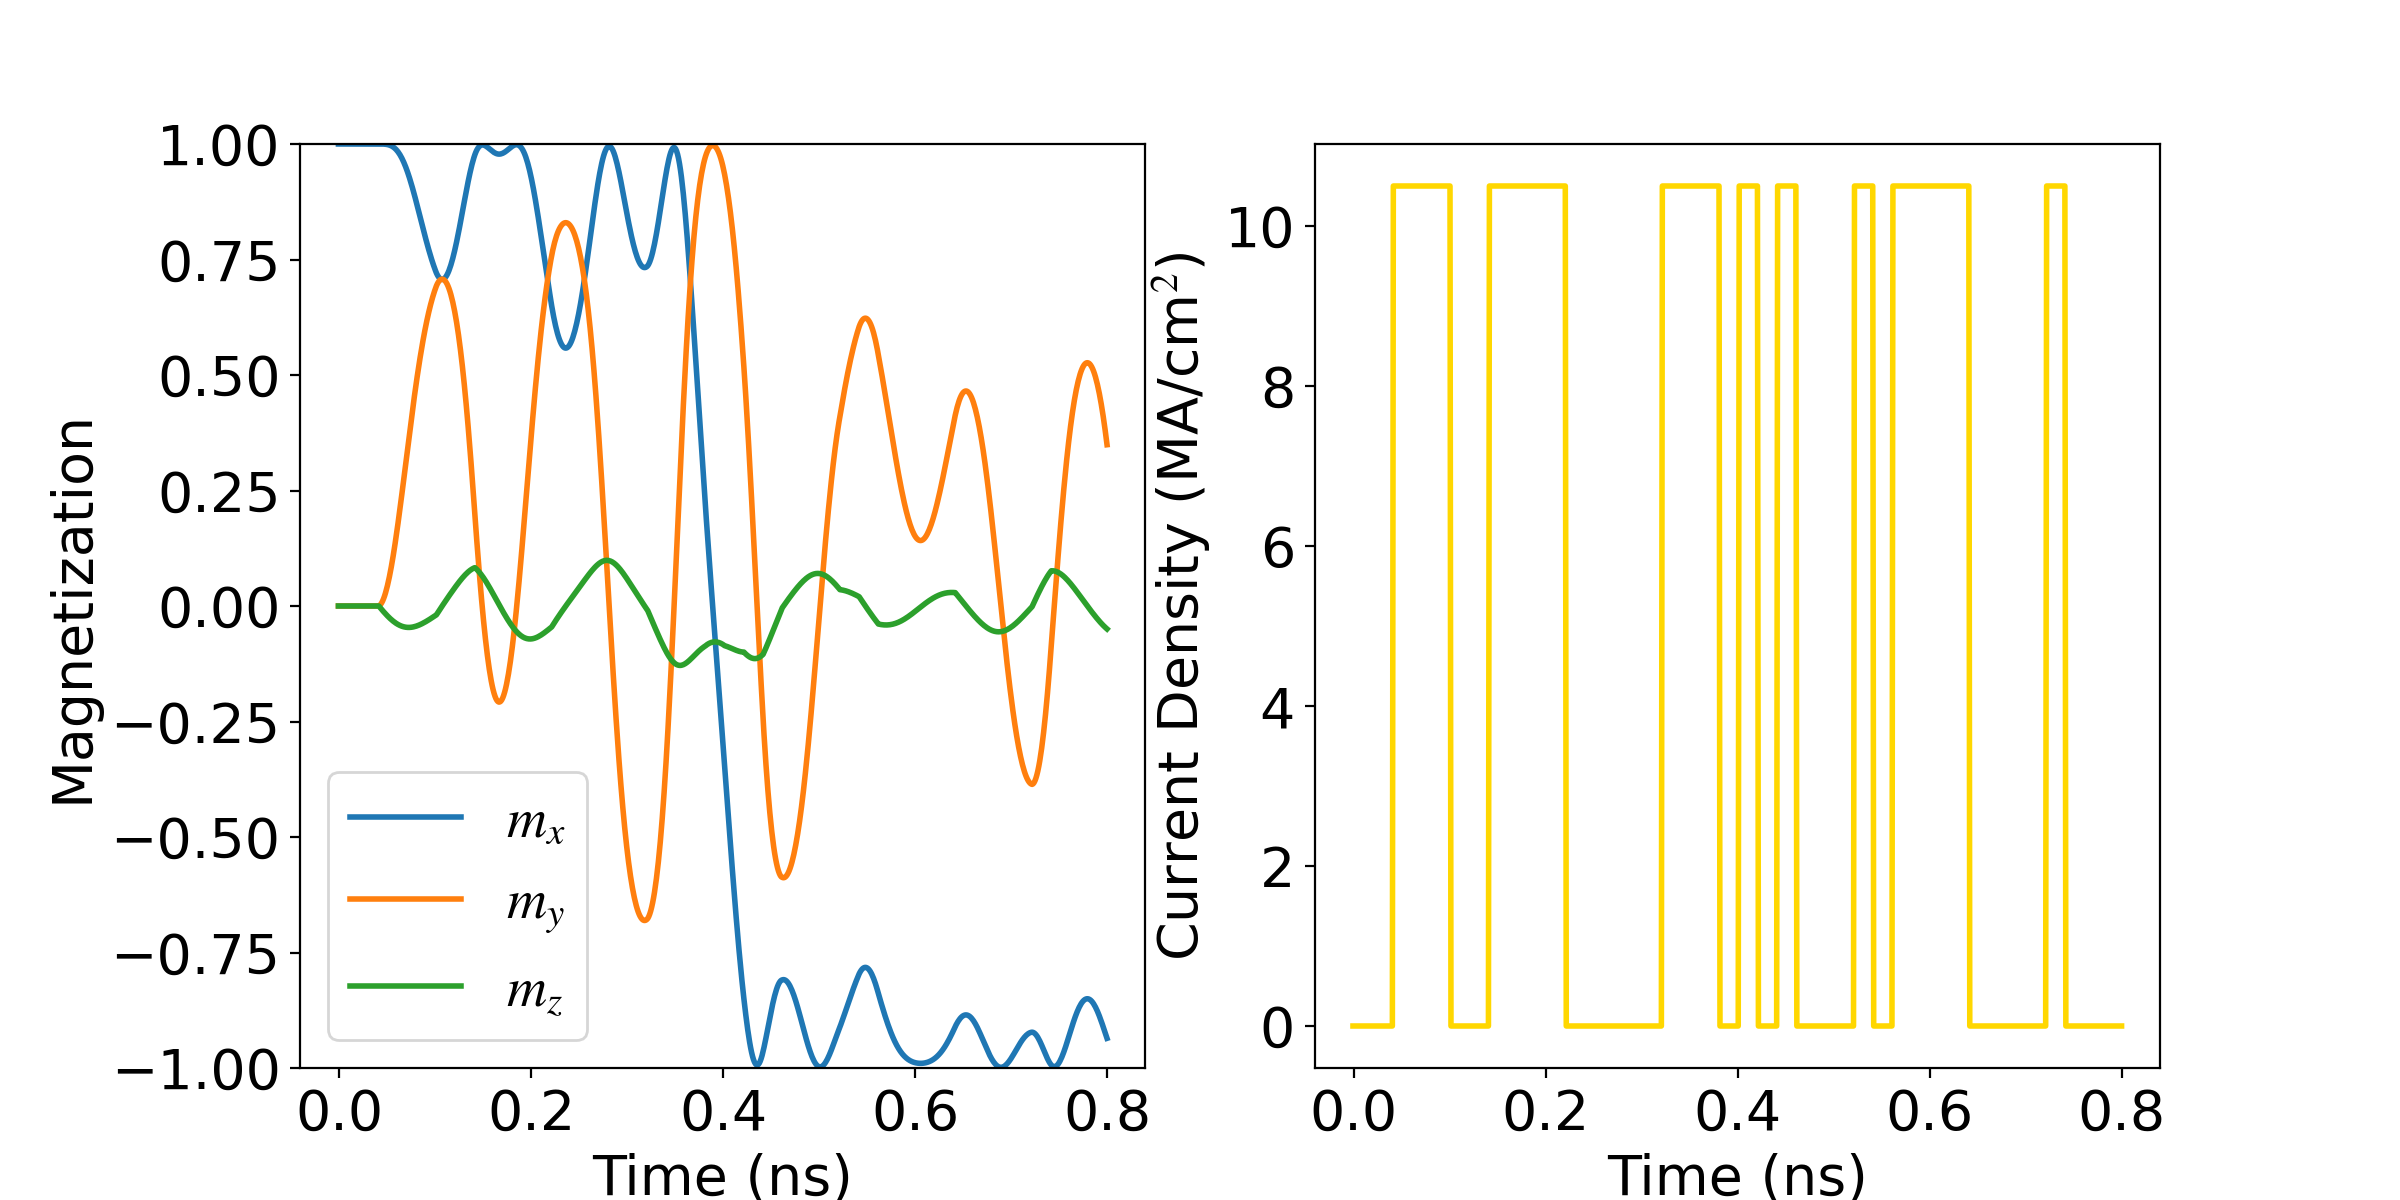 Magnetization
1.00
0.75
0.50
0.25
0.00
−0.25
−0.50
−0.75
−1.00
m_x
m_y
m_z
0.0 0.2 0.4 0.6 0.8
Time (ns)
Current Density (MA/cm²)
10
8
6
4
2
0
0.0 0.2 0.4 0.6 0.8
Time (ns)